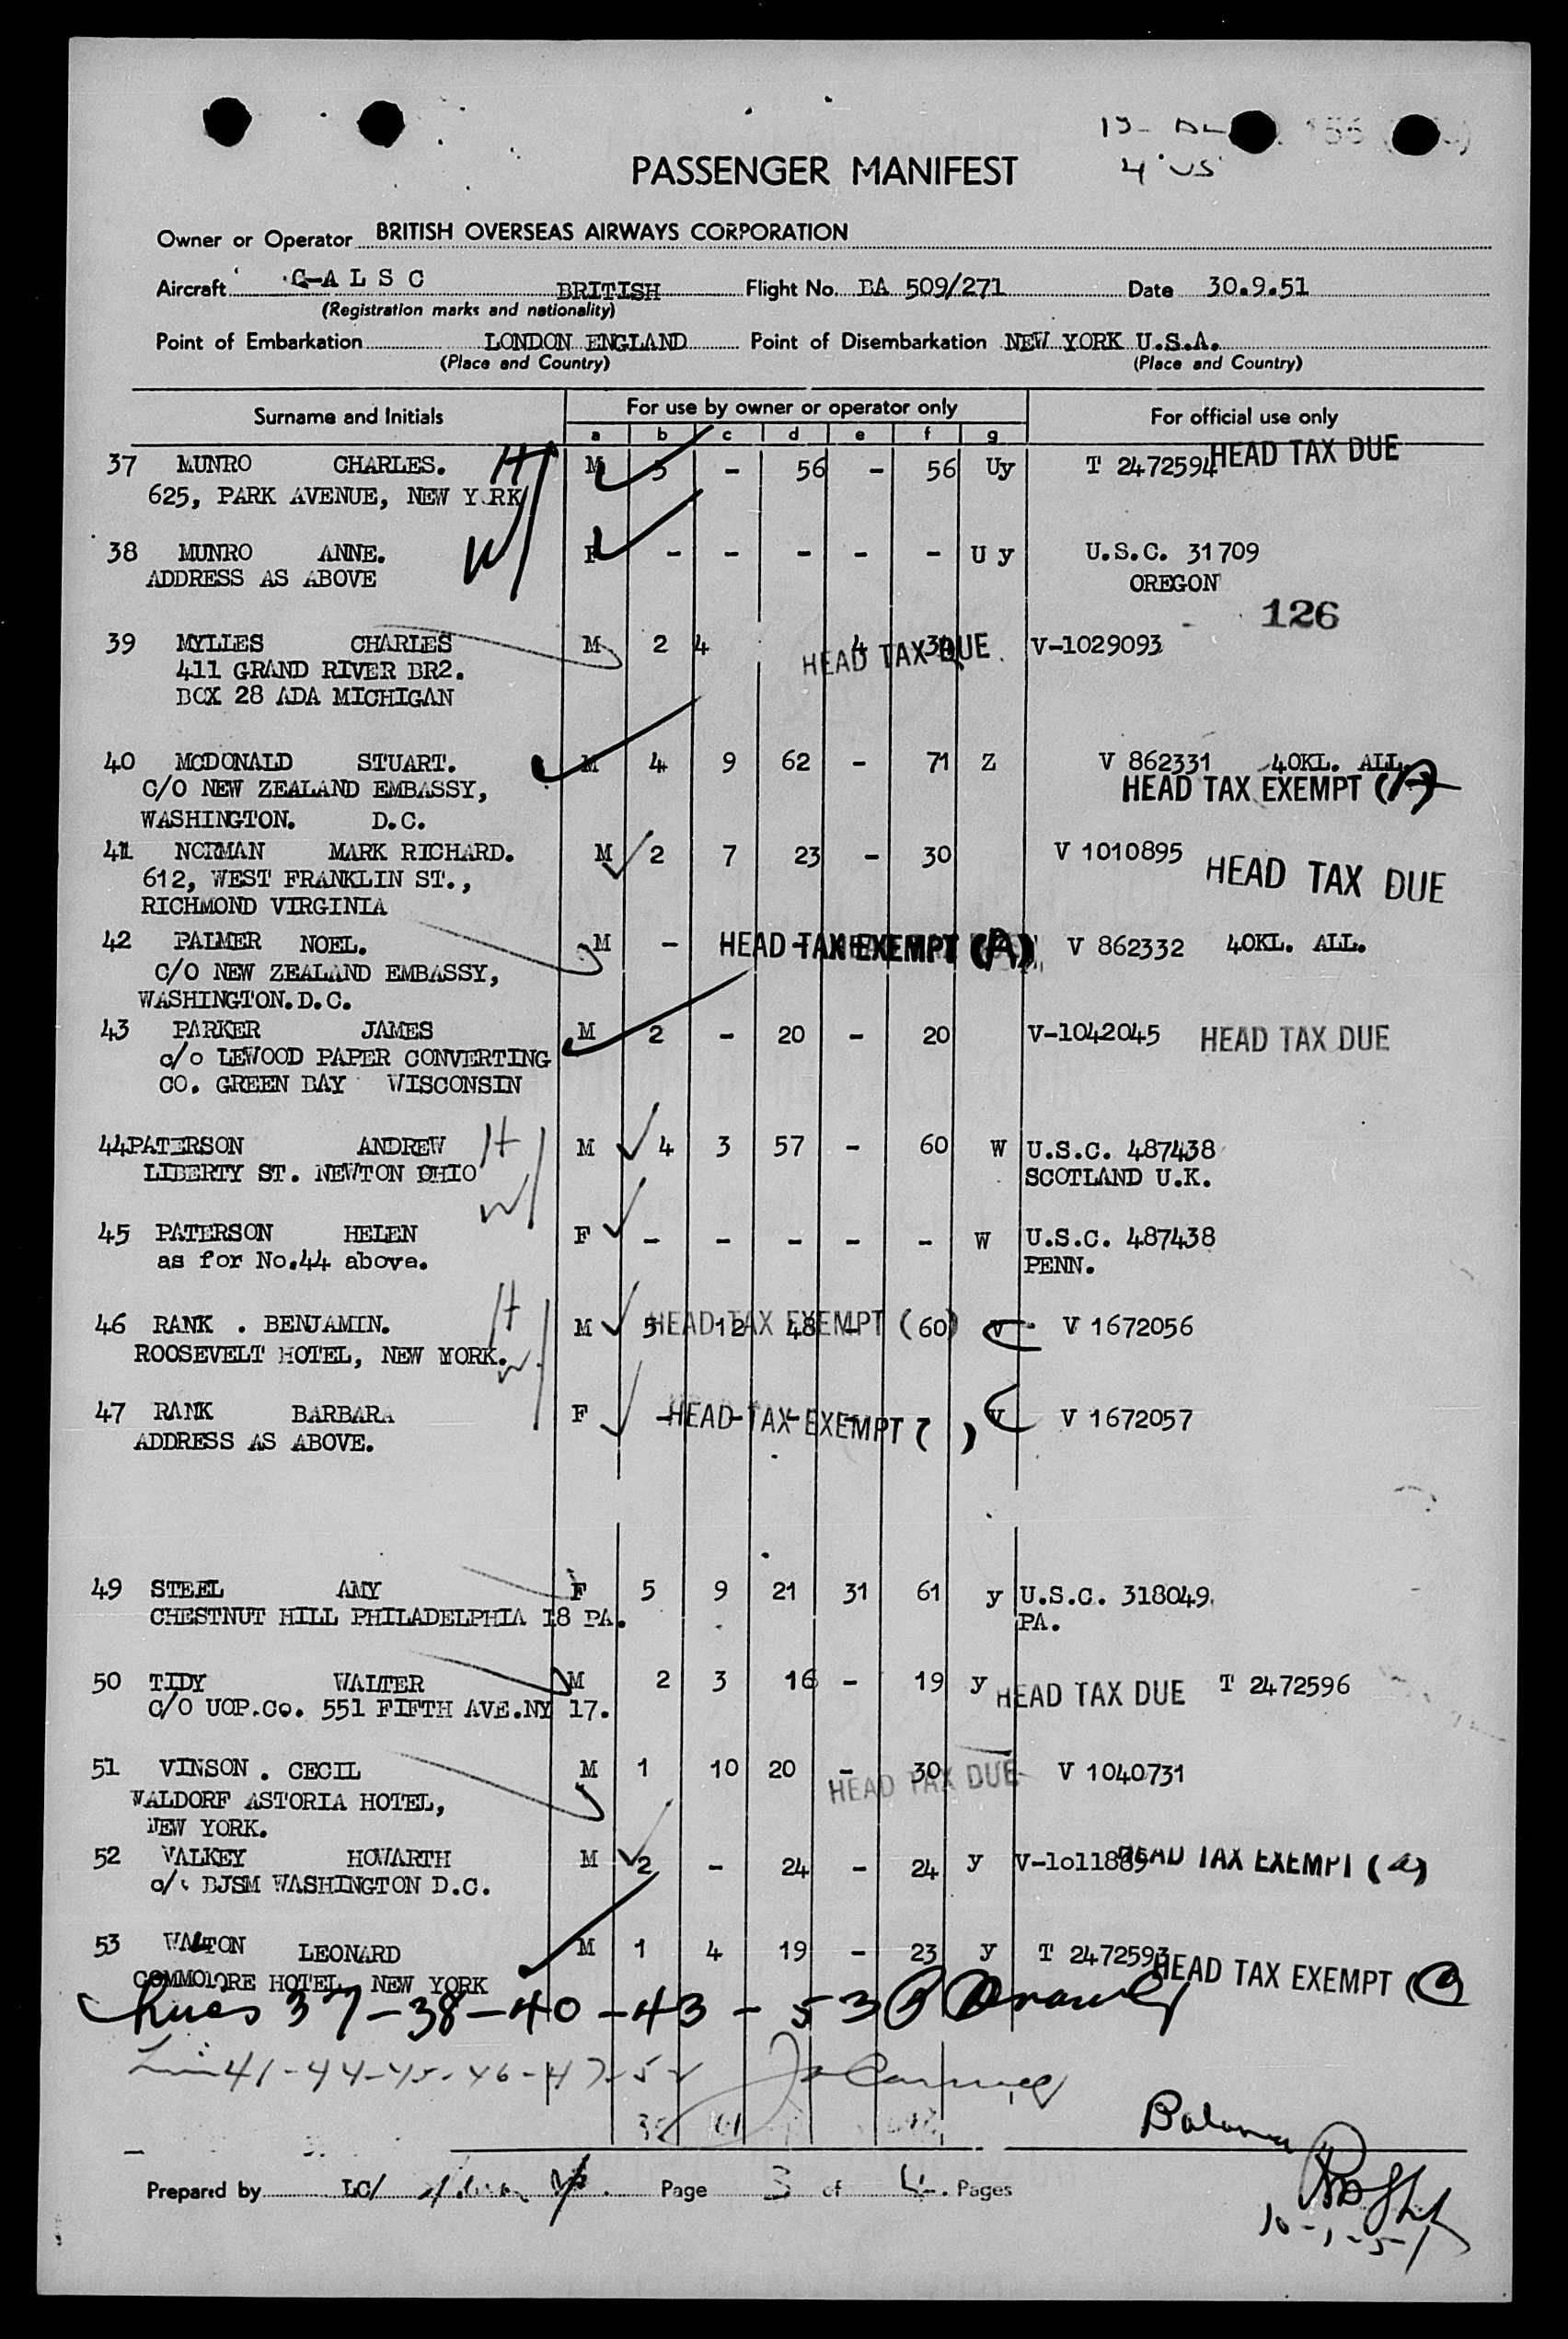 4 US
PASSENGER MANIFEST
Owner or Operator BRITISH OVERSEAS AIRWAYS CORPORATION
Aircraft G-A L S C BRITISH Flight No. BA 509/271 Date 30.9.51
(Registration marks and nationality)
Point of Embarkation LONDON ENGLAND Point of Disembarkation NEW YORK U.S.A.
(Place and Country) (Place and Country)
Surname and Initials For use by owner or operator only For official use only
a b c d e f g
37 MUNRO CHARLES. H M 5 - 56 - 56 Uy T 2472594 HEAD TAX DUE
625, PARK AVENUE, NEW Y RK
38 MUNRO ANNE. W F - - - - - U y U.S.C. 31709
ADDRESS AS ABOVE OREGON
126
39 MYLLES CHARLES M 2 4 4 30 HEAD TAX DUE V-1029093
411 GRAND RIVER BR2.
BOX 28 ADA MICHIGAN
40 MCDONALD STUART. M 4 9 62 - 71 Z V 862331 40KL. ALL.
C/O NEW ZEALAND EMBASSY, HEAD TAX EXEMPT (A)
WASHINGTON. D.C.
41 NORMAN MARK RICHARD. M 2 7 23 - 30 V 1010895 HEAD TAX DUE
612, WEST FRANKLIN ST.,
RICHMOND VIRGINIA
42 PALMER NOEL. M - HEAD TAX EXEMPT (A) V 862332 40KL. ALL.
C/O NEW ZEALAND EMBASSY,
WASHINGTON.D.C.
43 PARKER JAMES M 2 - 20 - 20 V-1042045 HEAD TAX DUE
c/o LEWOOD PAPER CONVERTING
CO. GREEN BAY WISCONSIN
44PATERSON ANDREW H M 4 3 57 - 60 W U.S.C. 487438
LIBERTY ST. NEWTON OHIO W SCOTLAND U.K.
45 PATERSON HELEN F - - - - - W U.S.C. 487438
as for No.44 above. PENN.
46 RANK . BENJAMIN. H M 5 12 48 - 60 HEAD TAX EXEMPT ( ) V V 1672056
ROOSEVELT HOTEL, NEW YORK. W
47 RANK BARBARA F - - - - HEAD TAX EXEMPT ( ) V V 1672057
ADDRESS AS ABOVE.
49 STEEL AMY F 5 9 21 31 61 y U.S.C. 318049
CHESTNUT HILL PHILADELPHIA 18 PA. PA.
50 TIDY WALTER M 2 3 16 - 19 y HEAD TAX DUE T 2472596
C/O UOP.Co. 551 FIFTH AVE.NY 17.
51 VINSON . CECIL M 1 10 20 - 30 HEAD TAX DUE V 1040731
WALDORF ASTORIA HOTEL,
NEW YORK.
52 WALKEY HOWARTH M 2 - 24 - 24 y V-1011889 HEAD TAX EXEMPT (a)
c/o BJSM WASHINGTON D.C.
53 WALTON LEONARD M 1 4 19 - 23 y T 2472593 HEAD TAX EXEMPT
COMMODORE HOTEL, NEW YORK
Lines 37-38-40-43-53
41-44-45-46-47-52
Balance
Prepared by LC/ Page 3 of 4 Pages
10-1-51